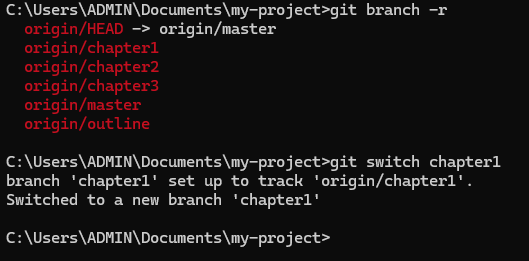 C:\Users\ADMIN\Documents\my-project>git branch -r
  origin/HEAD -> origin/master
  origin/chapter1
  origin/chapter2
  origin/chapter3
  origin/master
  origin/outline

C:\Users\ADMIN\Documents\my-project>git switch chapter1
branch 'chapter1' set up to track 'origin/chapter1'.
Switched to a new branch 'chapter1'

C:\Users\ADMIN\Documents\my-project>